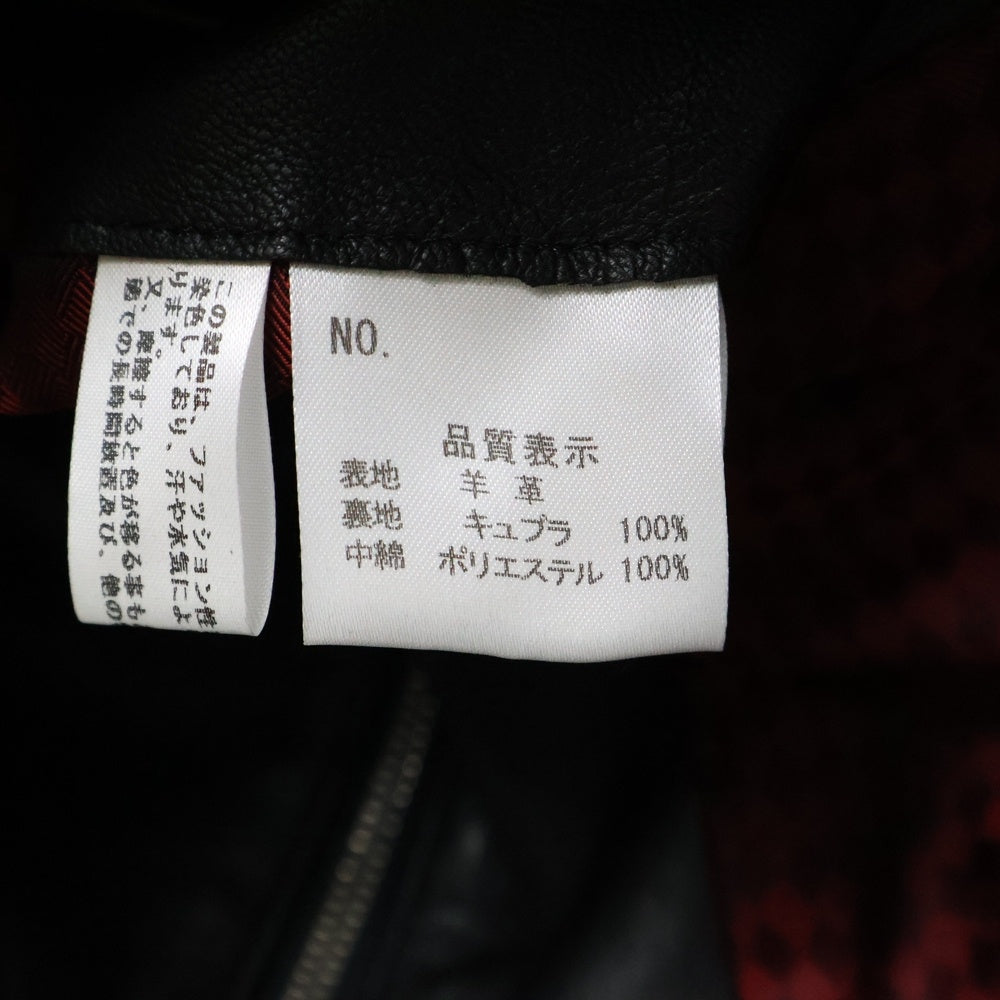 この製品は、ファッション性
染色しており、汗や水気によ
ります。
又、摩擦すると色が移る事も
態での長時間放置及び、他の
NO.
品質表示
表地 羊革
裏地 キュプラ 100%
中綿 ポリエステル 100%